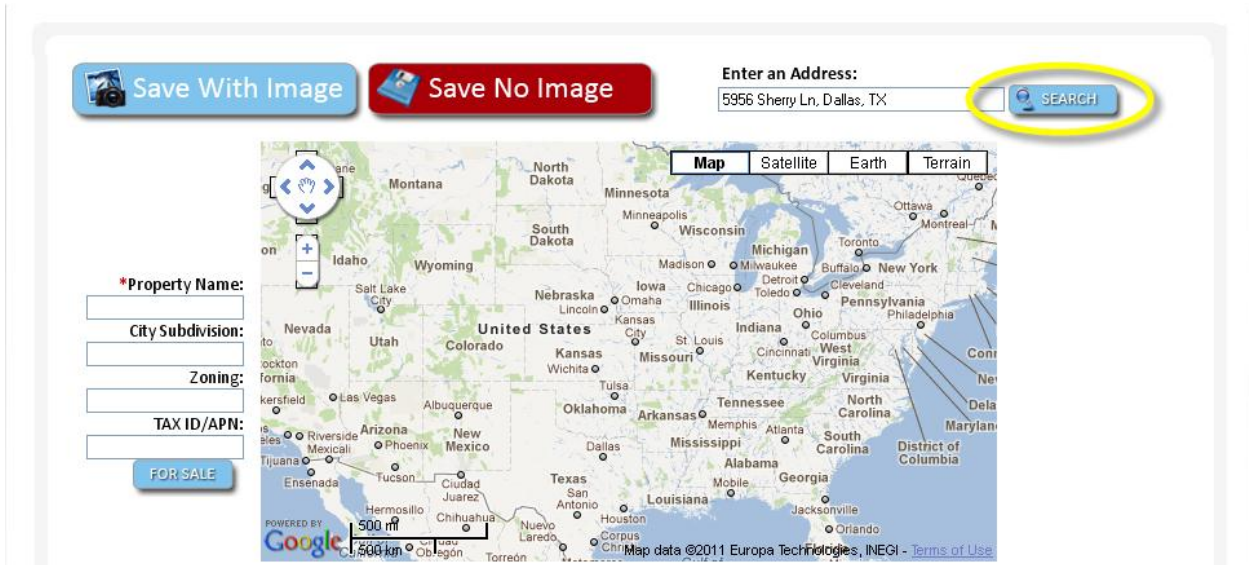 Save With Image
Save No Image
Enter an Address:
5956 Sherry Ln, Dallas, TX
SEARCH
Map
Satellite
Earth
Terrain
*Property Name:
City Subdivision:
Zoning:
TAX ID/APN:
FOR SALE
Montana
North Dakota
Minnesota
Minneapolis
Wisconsin
Ottawa
Montreal
South Dakota
Michigan
Toronto
Idaho
Wyoming
Madison
Milwaukee
Buffalo
New York
Detroit
Salt Lake City
Iowa
Chicago
Toledo
Cleveland
Nebraska
Omaha
Illinois
Pennsylvania
Lincoln
Ohio
Philadelphia
Nevada
United States
Kansas City
Indiana
Columbus
Utah
Colorado
St. Louis
Cincinnati
West Virginia
Kansas
Missouri
Wichita
Kentucky
Virginia
Tulsa
Las Vegas
Albuquerque
Oklahoma
Arkansas
Tennessee
North Carolina
Memphis
Atlanta
Riverside
Arizona
Phoenix
New Mexico
Dallas
Mississippi
South Carolina
District of Columbia
Mexicali
Tijuana
Alabama
Ensenada
Tucson
Ciudad Juarez
Texas
Mobile
Georgia
San Antonio
Louisiana
Hermosillo
Chihuahua
Jacksonville
Houston
Nuevo Laredo
Orlando
Corpus
Torreón
POWERED BY
Google
500 mi
500 km
Map data ©2011 Europa Technologies, INEGI - Terms of Use